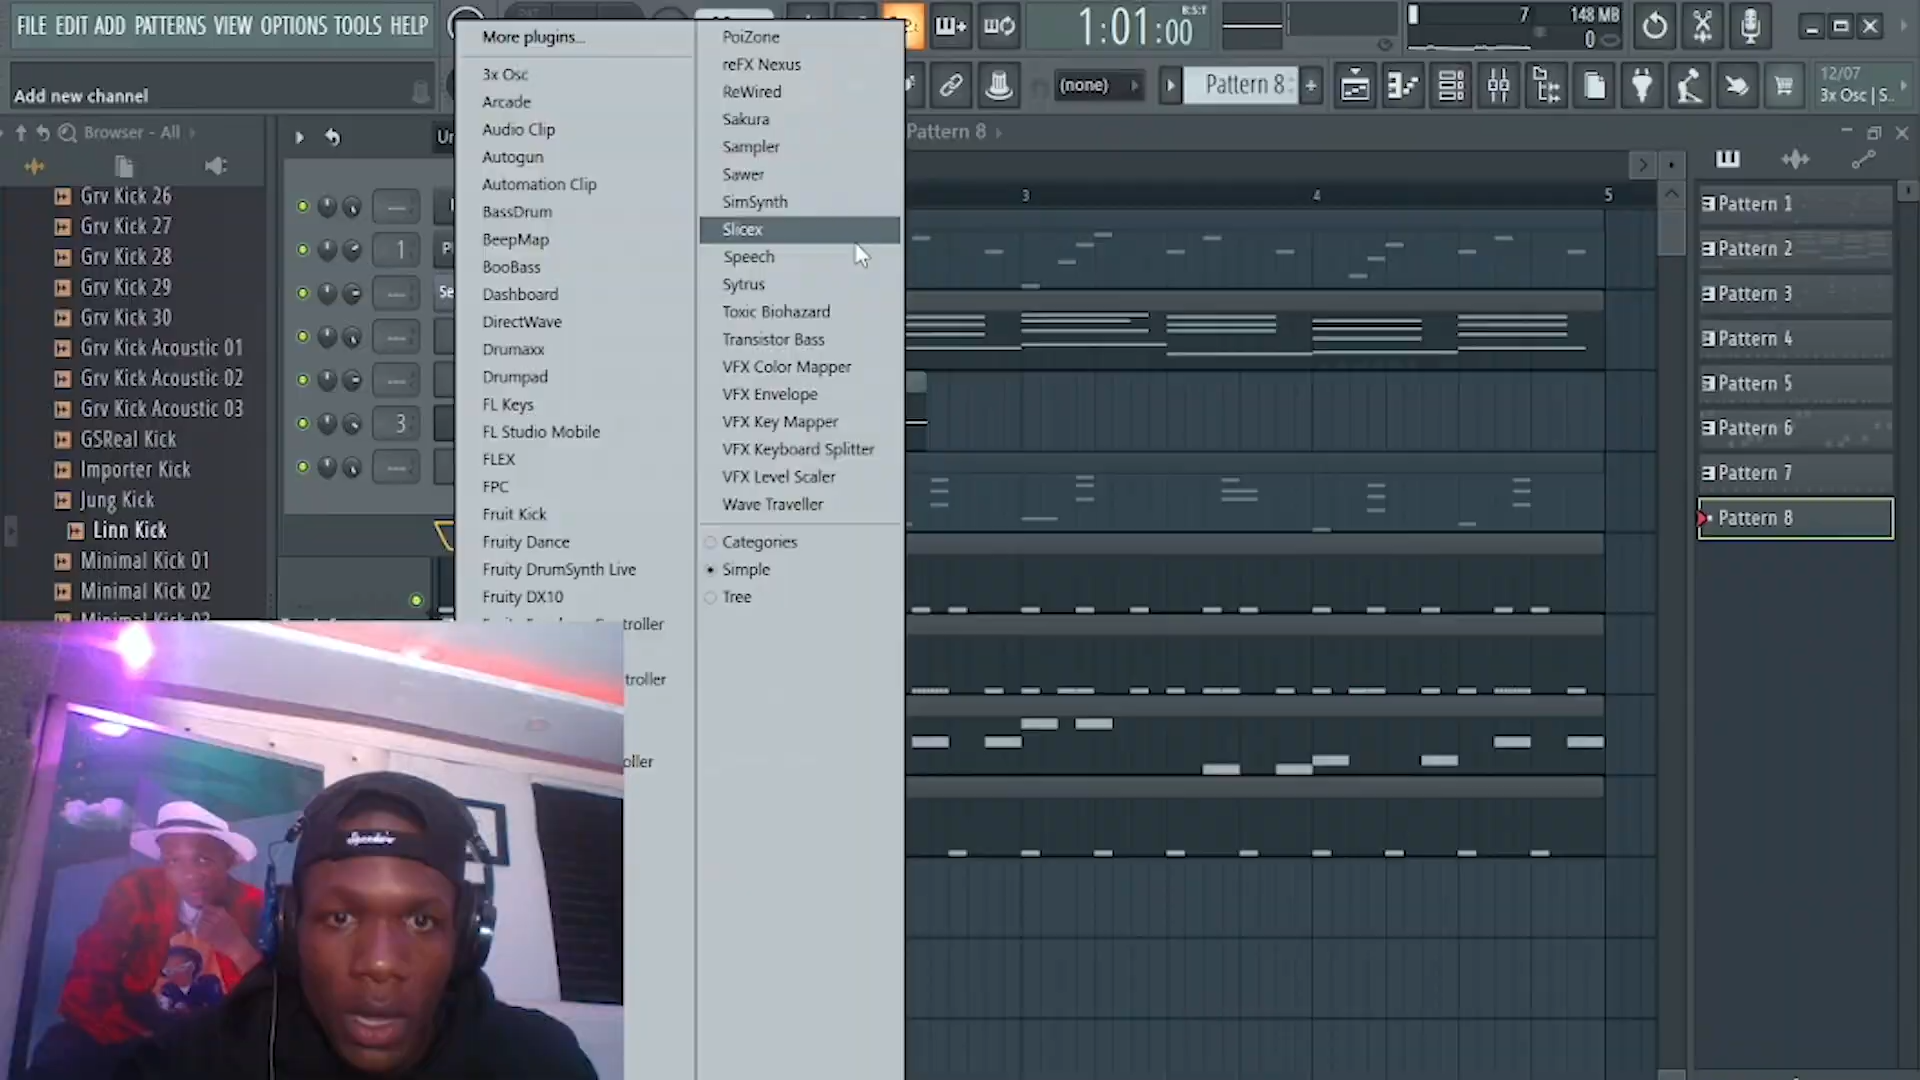 FILE EDIT ADD PATTERNS VIEW OPTIONS TOOLS HELP
1:01:00
B:S:T
7
148 MB
0
Add new channel
(none)
Pattern 8
12/07
3x Osc | S..
Browser - All
Pattern 8
Grv Kick 26
Grv Kick 27
Grv Kick 28
Grv Kick 29
Grv Kick 30
Grv Kick Acoustic 01
Grv Kick Acoustic 02
Grv Kick Acoustic 03
GSReal Kick
Importer Kick
Jung Kick
Linn Kick
Minimal Kick 01
Minimal Kick 02
1
3
More plugins...
3x Osc
Arcade
Audio Clip
Autogun
Automation Clip
BassDrum
BeepMap
BooBass
Dashboard
DirectWave
Drumaxx
Drumpad
FL Keys
FL Studio Mobile
FLEX
FPC
Fruit Kick
Fruity Dance
Fruity DrumSynth Live
Fruity DX10
troller
troller
oller
PoiZone
reFX Nexus
ReWired
Sakura
Sampler
Sawer
SimSynth
Slicex
Speech
Sytrus
Toxic Biohazard
Transistor Bass
VFX Color Mapper
VFX Envelope
VFX Key Mapper
VFX Keyboard Splitter
VFX Level Scaler
Wave Traveller
Categories
Simple
Tree
3
4
5
Pattern 1
Pattern 2
Pattern 3
Pattern 4
Pattern 5
Pattern 6
Pattern 7
Pattern 8